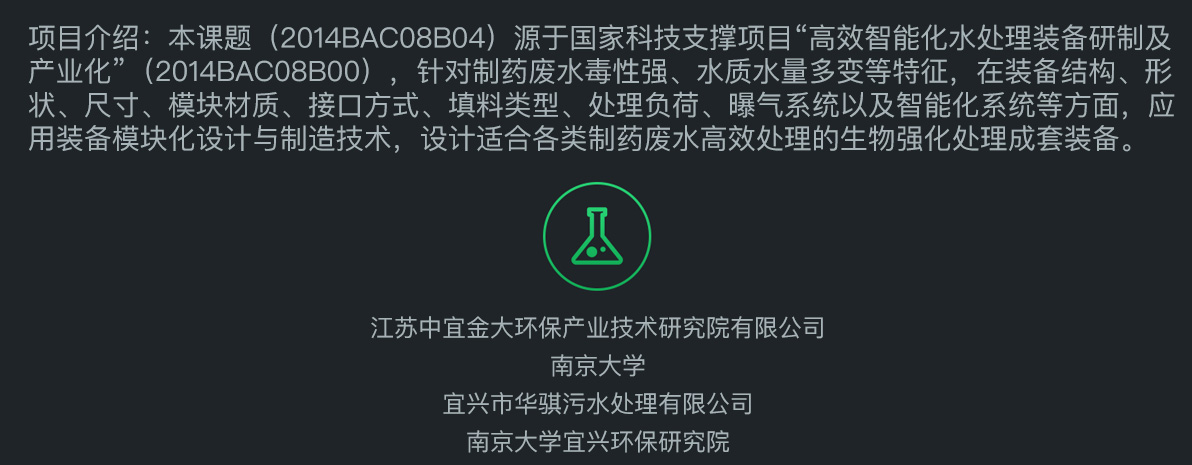 项目介绍：本课题（2014BAC08B04）源于国家科技支撑项目“高效智能化水处理装备研制及
产业化”（2014BAC08B00），针对制药废水毒性强、水质水量多变等特征，在装备结构、形
状、尺寸、模块材质、接口方式、填料类型、处理负荷、曝气系统以及智能化系统等方面，应
用装备模块化设计与制造技术，设计适合各类制药废水高效处理的生物强化处理成套装备。
江苏中宜金大环保产业技术研究院有限公司
南京大学
宜兴市华骐污水处理有限公司
南京大学宜兴环保研究院